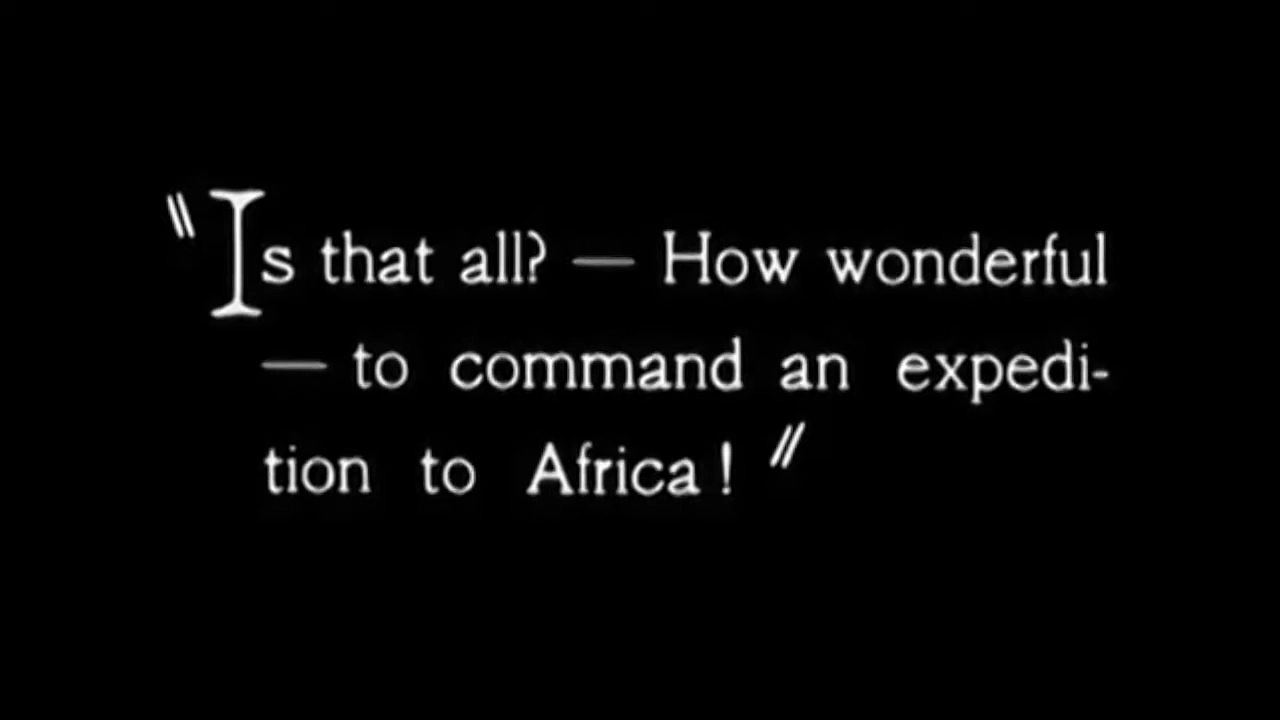 "Is that all? — How wonderful
— to command an expedi-
tion to Africa!"